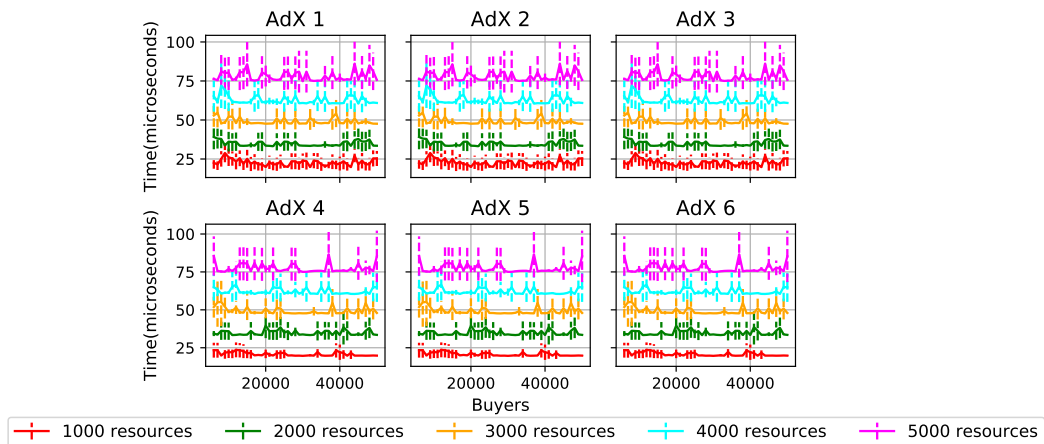 AdX 1 AdX 2 AdX 3
Time(microseconds)
100
75
50
25
AdX 4 AdX 5 AdX 6
Time(microseconds)
100
75
50
25
20000 40000 20000 40000 20000 40000
Buyers
1000 resources 2000 resources 3000 resources 4000 resources 5000 resources